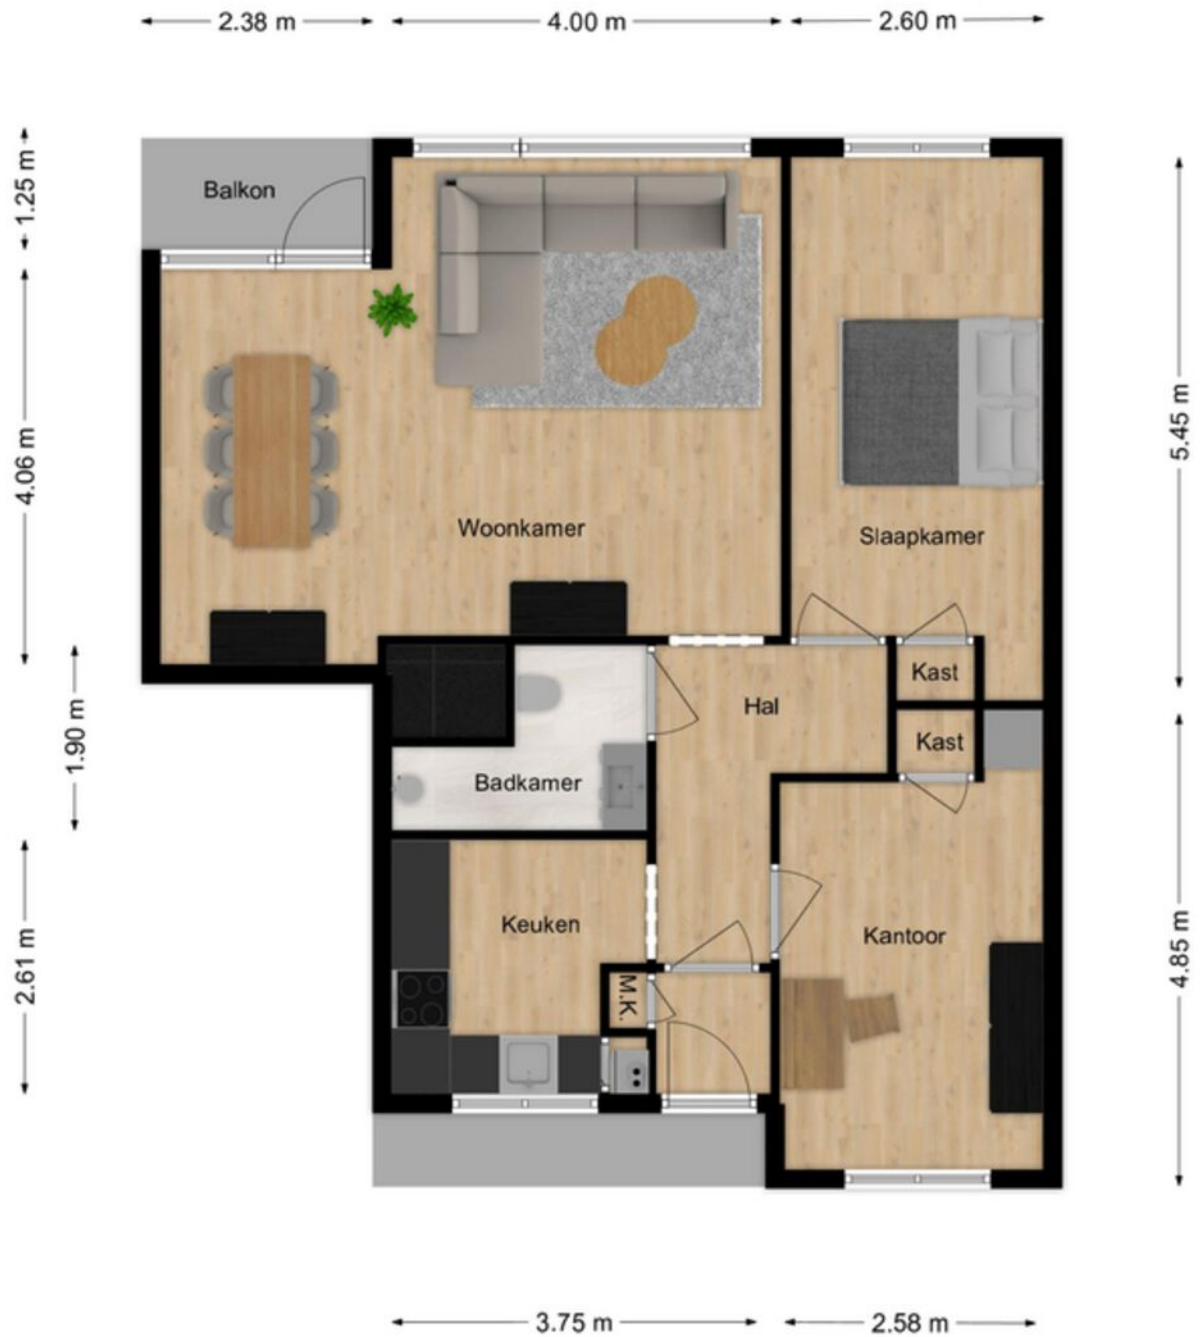 2.38 m
4.00 m
2.60 m
1.25 m
Balkon
4.06 m
5.45 m
Woonkamer
Slaapkamer
Kast
Hal
1.90 m
Kast
Badkamer
Keuken
Kantoor
2.61 m
4.85 m
M.K.
3.75 m
2.58 m